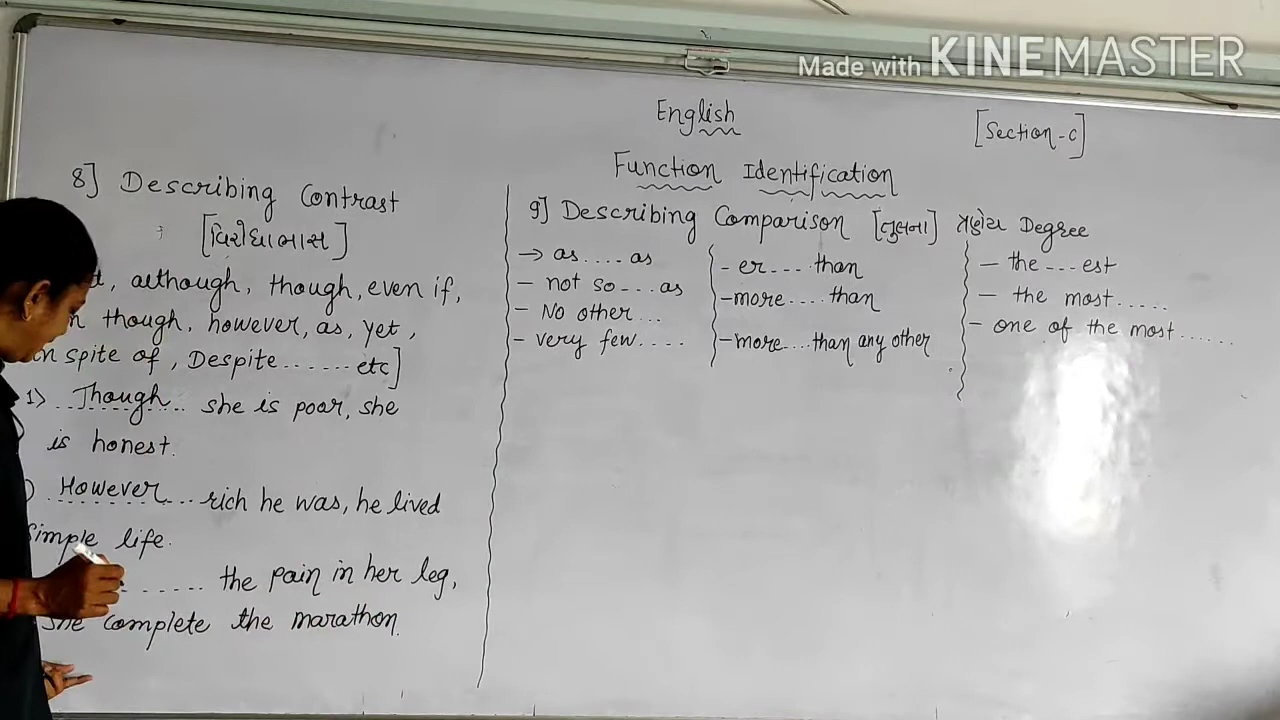 Made with KINEMASTER
English
[Section-C]
Function Identification
8] Describing Contrast
[વિરોધાભાસ]
, although, though, even if,
though, however, as, yet,
in spite of, Despite.......etc]
1> ...Though... she is poar, she
is honest.
...However... rich he was, he lived
Simple life.
...... the pain in her leg,
she complete the marathon.
9] Describing Comparison [તુલના] ત્રણેય Degree
→ as....as
- not so...as
- No other...
- very few....
- er....than
-more....than
-more...than any other
- the...est
- the most.....
- one of the most......